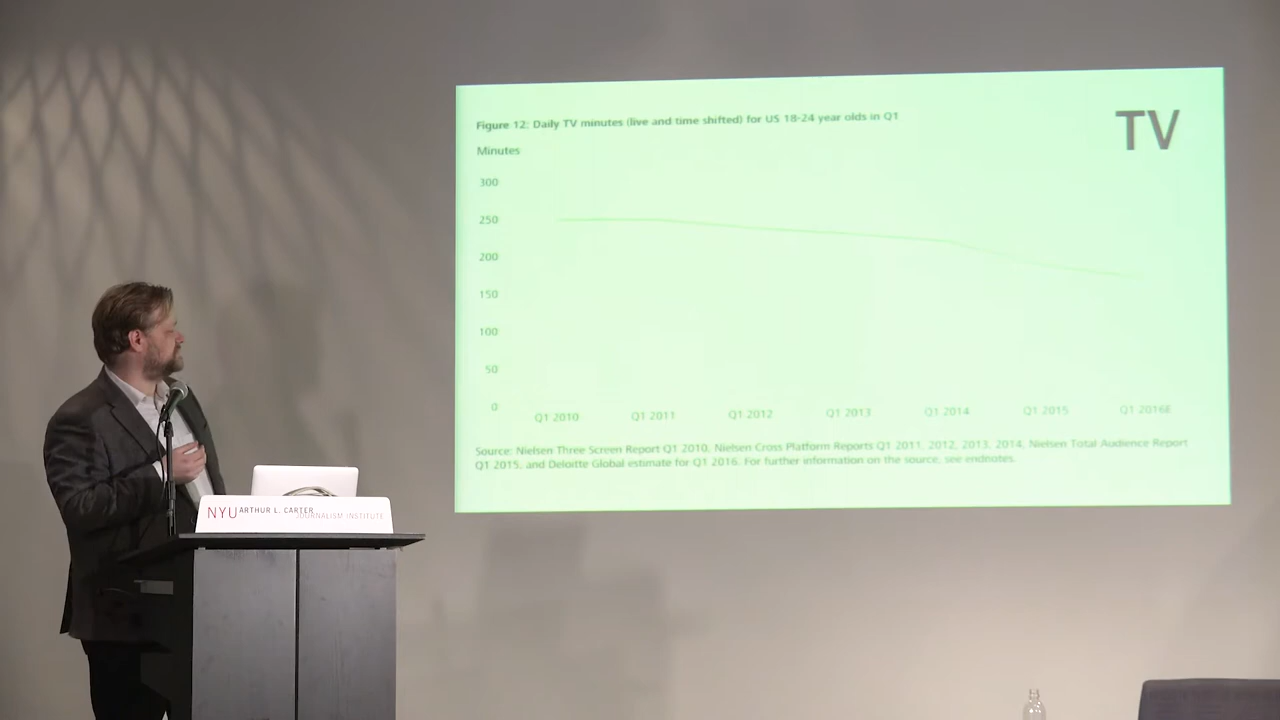 Figure 12: Daily TV minutes (live and time shifted) for US 18-24 year olds in Q1
TV
Minutes
300
250
200
150
100
50
0
Q1 2010 Q1 2011 Q1 2012 Q1 2013 Q1 2014 Q1 2015 Q1 2016E
Source: Nielsen Three Screen Report Q1 2010, Nielsen Cross Platform Reports Q1 2011, 2012, 2013, 2014, Nielsen Total Audience Report
Q1 2015, and Deloitte Global estimate for Q1 2016. For further information on the source, see endnotes.
NYU ARTHUR L. CARTER
JOURNALISM INSTITUTE